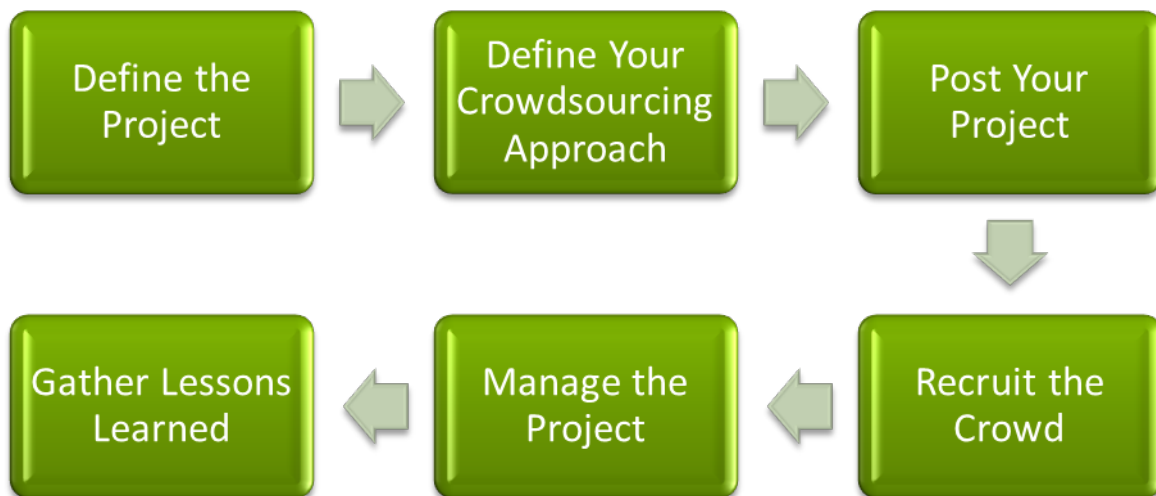 Define the
Project
Define Your
Crowdsourcing
Approach
Post Your
Project
Recruit the
Crowd
Manage the
Project
Gather Lessons
Learned